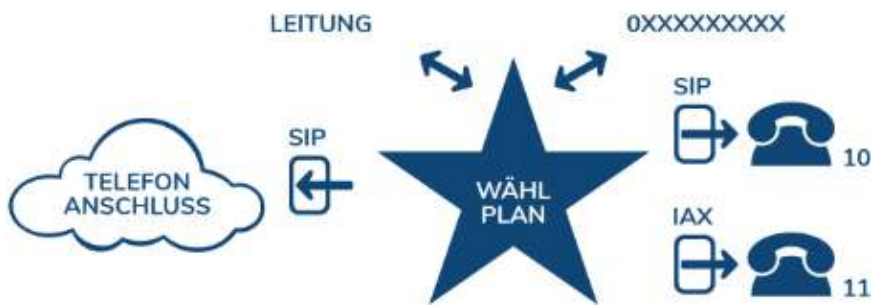 LEITUNG
0XXXXXXXXX
SIP
TELEFON
ANSCHLUSS
SIP
WÄHL
PLAN
10
IAX
11